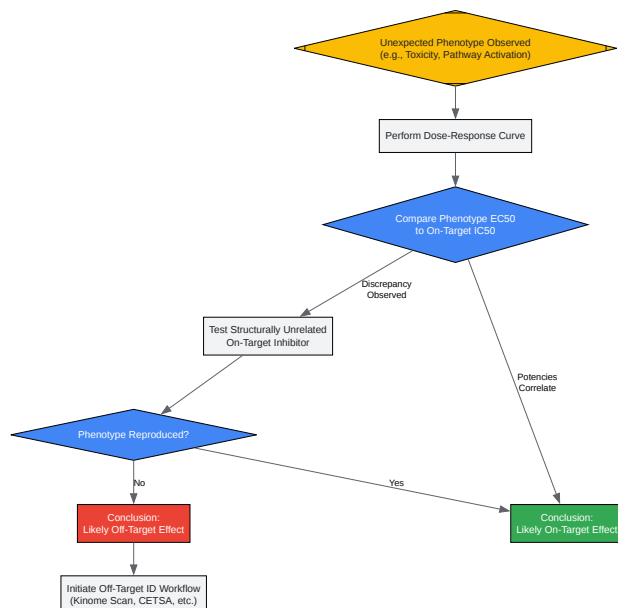 Unexpected Phenotype Observed
(e.g., Toxicity, Pathway Activation)
Perform Dose-Response Curve
Compare Phenotype EC50
to On-Target IC50
Discrepancy
Observed
Test Structurally Unrelated
On-Target Inhibitor
Potencies
Correlate
Phenotype Reproduced?
No
Yes
Conclusion:
Likely Off-Target Effect
Conclusion:
Likely On-Target Effect
Initiate Off-Target ID Workflow
(Kinome Scan, CETSA, etc.)